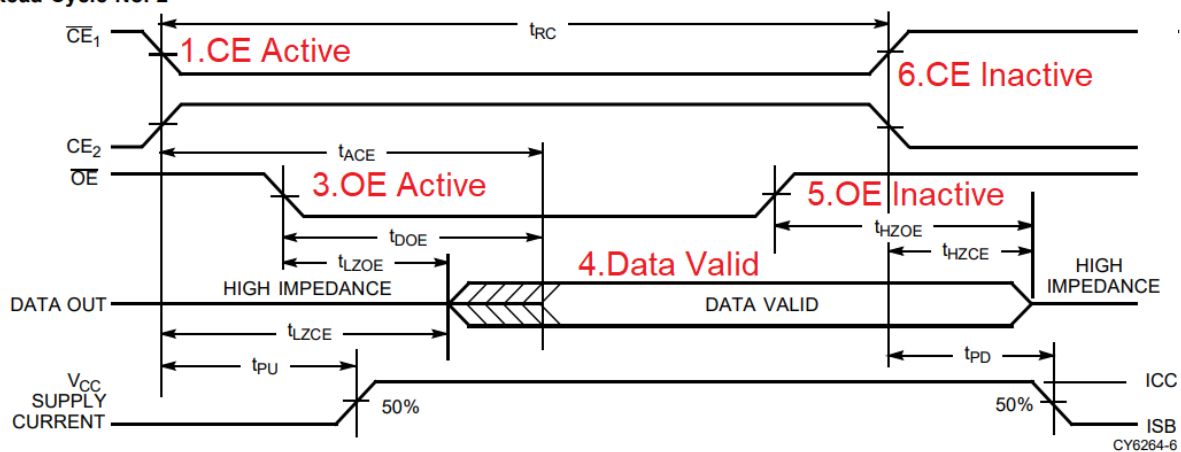 Read Cycle No. 2
CE1
tRC
1.CE Active
6.CE Inactive
CE2
tACE
OE
3.OE Active
5.OE Inactive
tDOE
tHZOE
tLZOE
4.Data Valid
tHZCE
HIGH IMPEDANCE
HIGH
IMPEDANCE
DATA OUT
DATA VALID
tLZCE
tPU
tPD
VCC
SUPPLY
CURRENT
50%
50%
ICC
ISB
CY6264-6